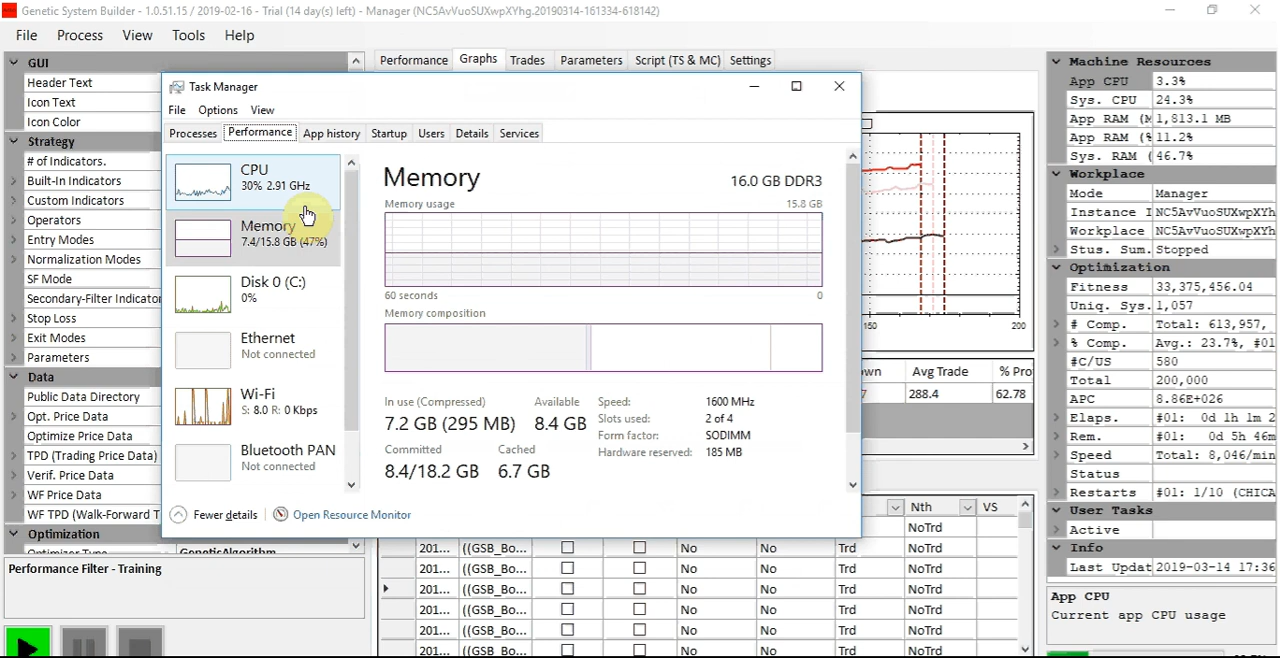 Genetic System Builder - 1.0.51.15 / 2019-02-16 - Trial (14 day(s) left) - Manager (NC5AvVuoSUXwpXYhg.20190314-161334-618142)
File Process View Tools Help
GUI
Header Text
Icon Text
Icon Color
Strategy
# of Indicators.
Built-In Indicators
Custom Indicators
Operators
Entry Modes
Normalization Modes
SF Mode
Secondary-Filter Indicator
Stop Loss
Exit Modes
Parameters
Data
Public Data Directory
Opt. Price Data
Optimize Price Data
TPD (Trading Price Data)
Verif. Price Data
WF Price Data
WF TPD (Walk-Forward T
Optimization
Optimizer Type GeneticAlgorithm
Performance Filter - Training
Performance Graphs Trades Parameters Script (TS & MC) Settings
Task Manager
File Options View
Processes Performance App history Startup Users Details Services
CPU
30% 2.91 GHz
Memory
7.4/15.8 GB (47%)
Disk 0 (C:)
0%
Ethernet
Not connected
Wi-Fi
S: 8.0 R: 0 Kbps
Bluetooth PAN
Not connected
Memory 16.0 GB DDR3
Memory usage 15.8 GB
60 seconds 0
Memory composition
In use (Compressed) Available Speed: 1600 MHz
7.2 GB (295 MB) 8.4 GB Slots used: 2 of 4
Form factor: SODIMM
Committed Cached Hardware reserved: 185 MB
8.4/18.2 GB 6.7 GB
Fewer details Open Resource Monitor
150 200
own Avg Trade % Pro
7 288.4 62.78
Nth VS
NoTrd
201... ((GSB_Bo... No No Trd NoTrd
201... ((GSB_Bo... No No Trd NoTrd
201... ((GSB_Bo... No No Trd NoTrd
201... ((GSB_Bo... No No Trd NoTrd
201... ((GSB_Bo... No No Trd NoTrd
201... ((GSB_Bo... No No Trd NoTrd
Machine Resources
App CPU 3.3%
Sys. CPU 24.3%
App RAM (M 1,813.1 MB
App RAM (% 11.2%
Sys. RAM ( 46.7%
Workplace
Mode Manager
Instance I NC5AvVuoSUXwpXYh
Workplace NC5AvVuoSUXwpXYh
Stus. Sum. Stopped
Optimization
Fitness 33,375,456.04
Uniq. Sys. 1,057
# Comp. Total: 613,957,
% Comp. Avg.: 23.7%, #01
#C/US 580
Total 200,000
APC 8.86E+026
Elaps. #01: 0d 1h 1m 2
Rem. #01: 0d 5h 46m
Speed Total: 8,046/min
Status
Restarts #01: 1/10 (CHICA
User Tasks
Active
Info
Last Updat 2019-03-14 17:36
App CPU
Current app CPU usage